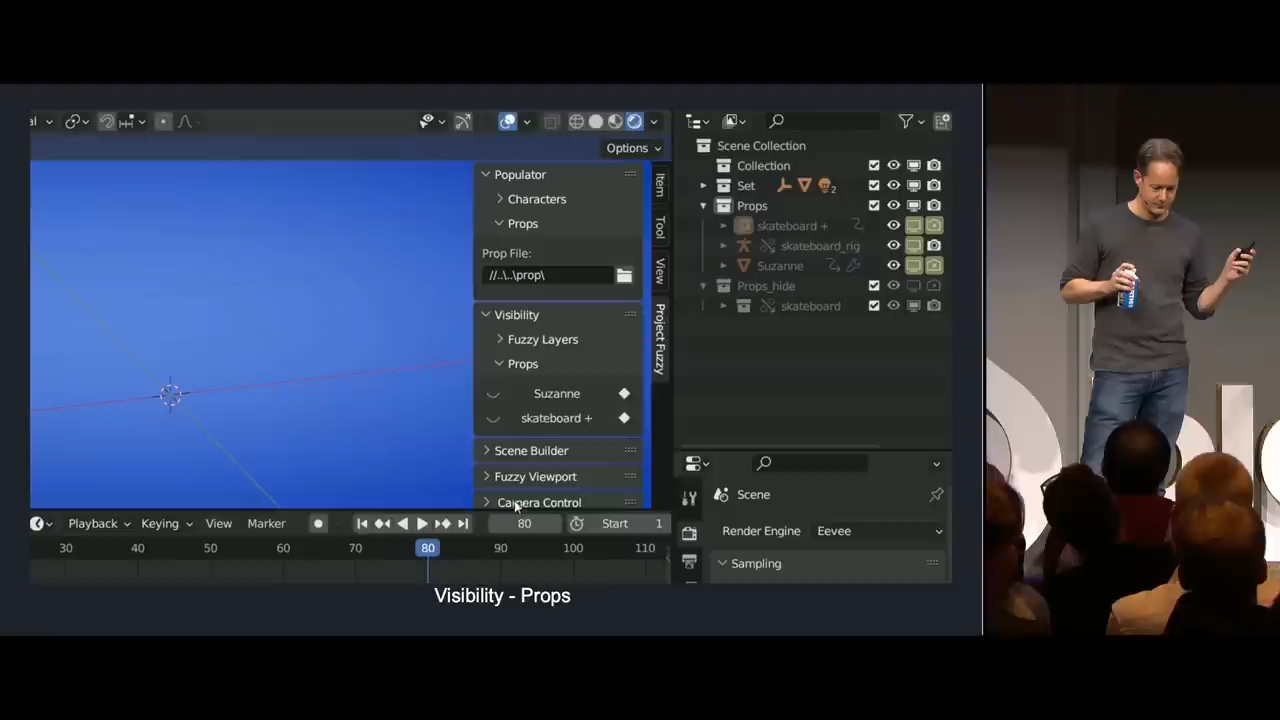 al
Options
Populator
Characters
Props
Prop File:
//..\..\prop\
Visibility
Fuzzy Layers
Props
Suzanne
skateboard +
Scene Builder
Fuzzy Viewport
Camera Control
Item
Tool
View
Project Fuzzy
Scene Collection
Collection
Set
2
Props
skateboard +
skateboard_rig
Suzanne
Props_hide
skateboard
Scene
Render Engine Eevee
Sampling
Playback Keying View Marker 80 Start 1
30 40 50 60 70 80 90 100 110
Visibility - Props